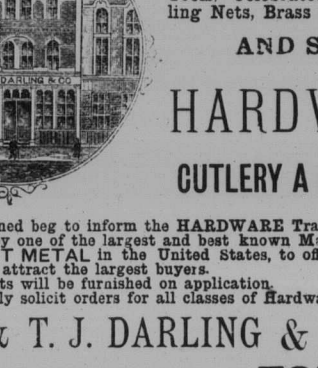 ling Nets, Brass
AND S
DARLING & CO
HARDW
CUTLERY A
ned beg to inform the HARDWARE Tra
y one of the largest and best known M
T METAL in the United States, to of
attract the largest buyers.
ts will be furnished on application.
ly solicit orders for all classes of Hardw
& T. J. DARLING &